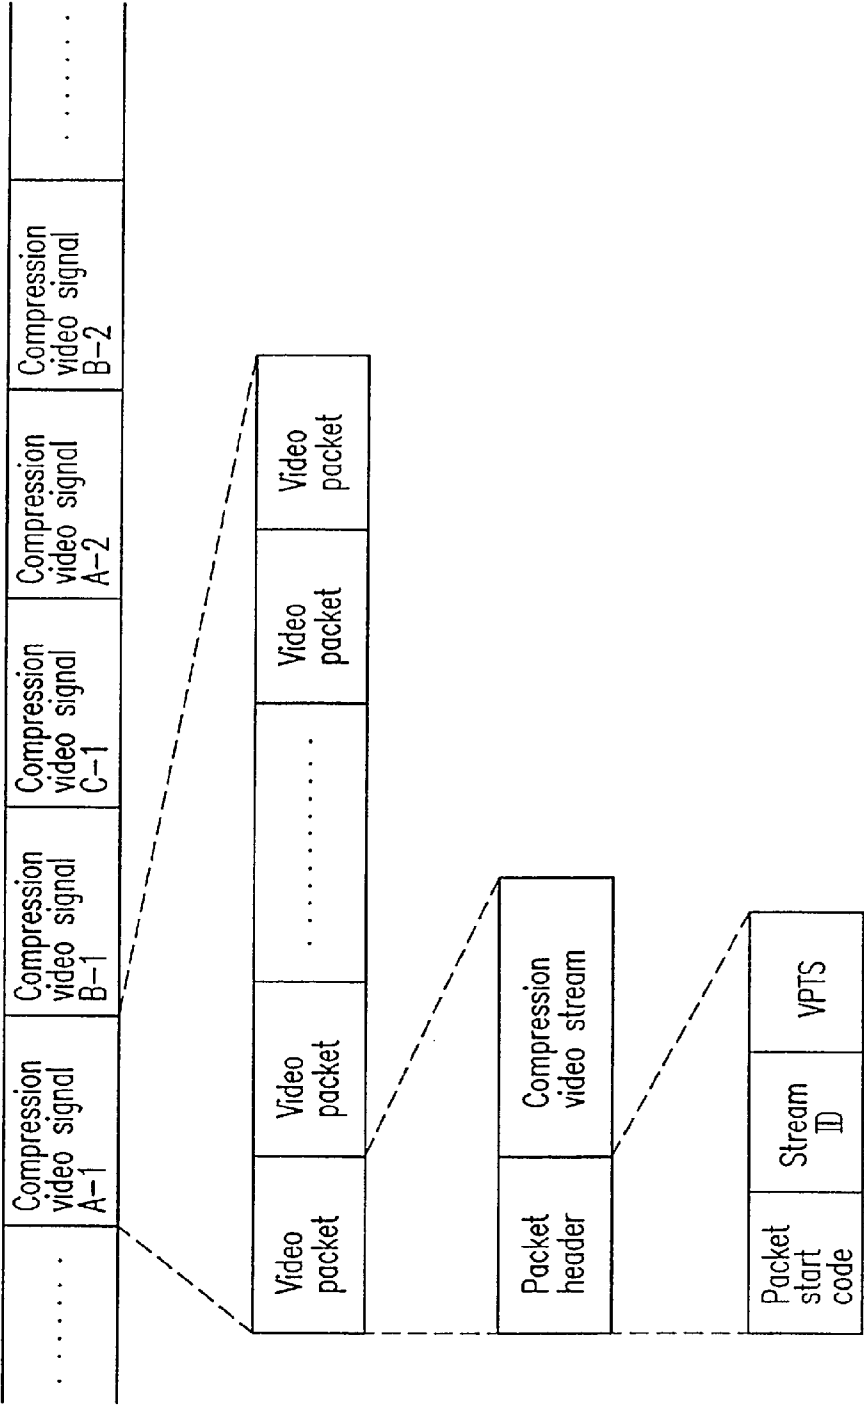 ......
Compression
video signal
A-1
Compression
video signal
B-1
Compression
video signal
C-1
Compression
video signal
A-2
Compression
video signal
B-2
......
Video
packet
Video
packet
...........
Video
packet
Video
packet
Packet
header
Compression
video stream
Packet
start
code
Stream
ID
VPTS